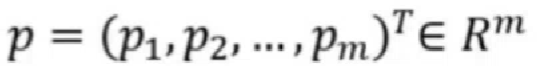 p = (p₁, p₂, ..., pₘ)ᵀ ∈ Rᵐ